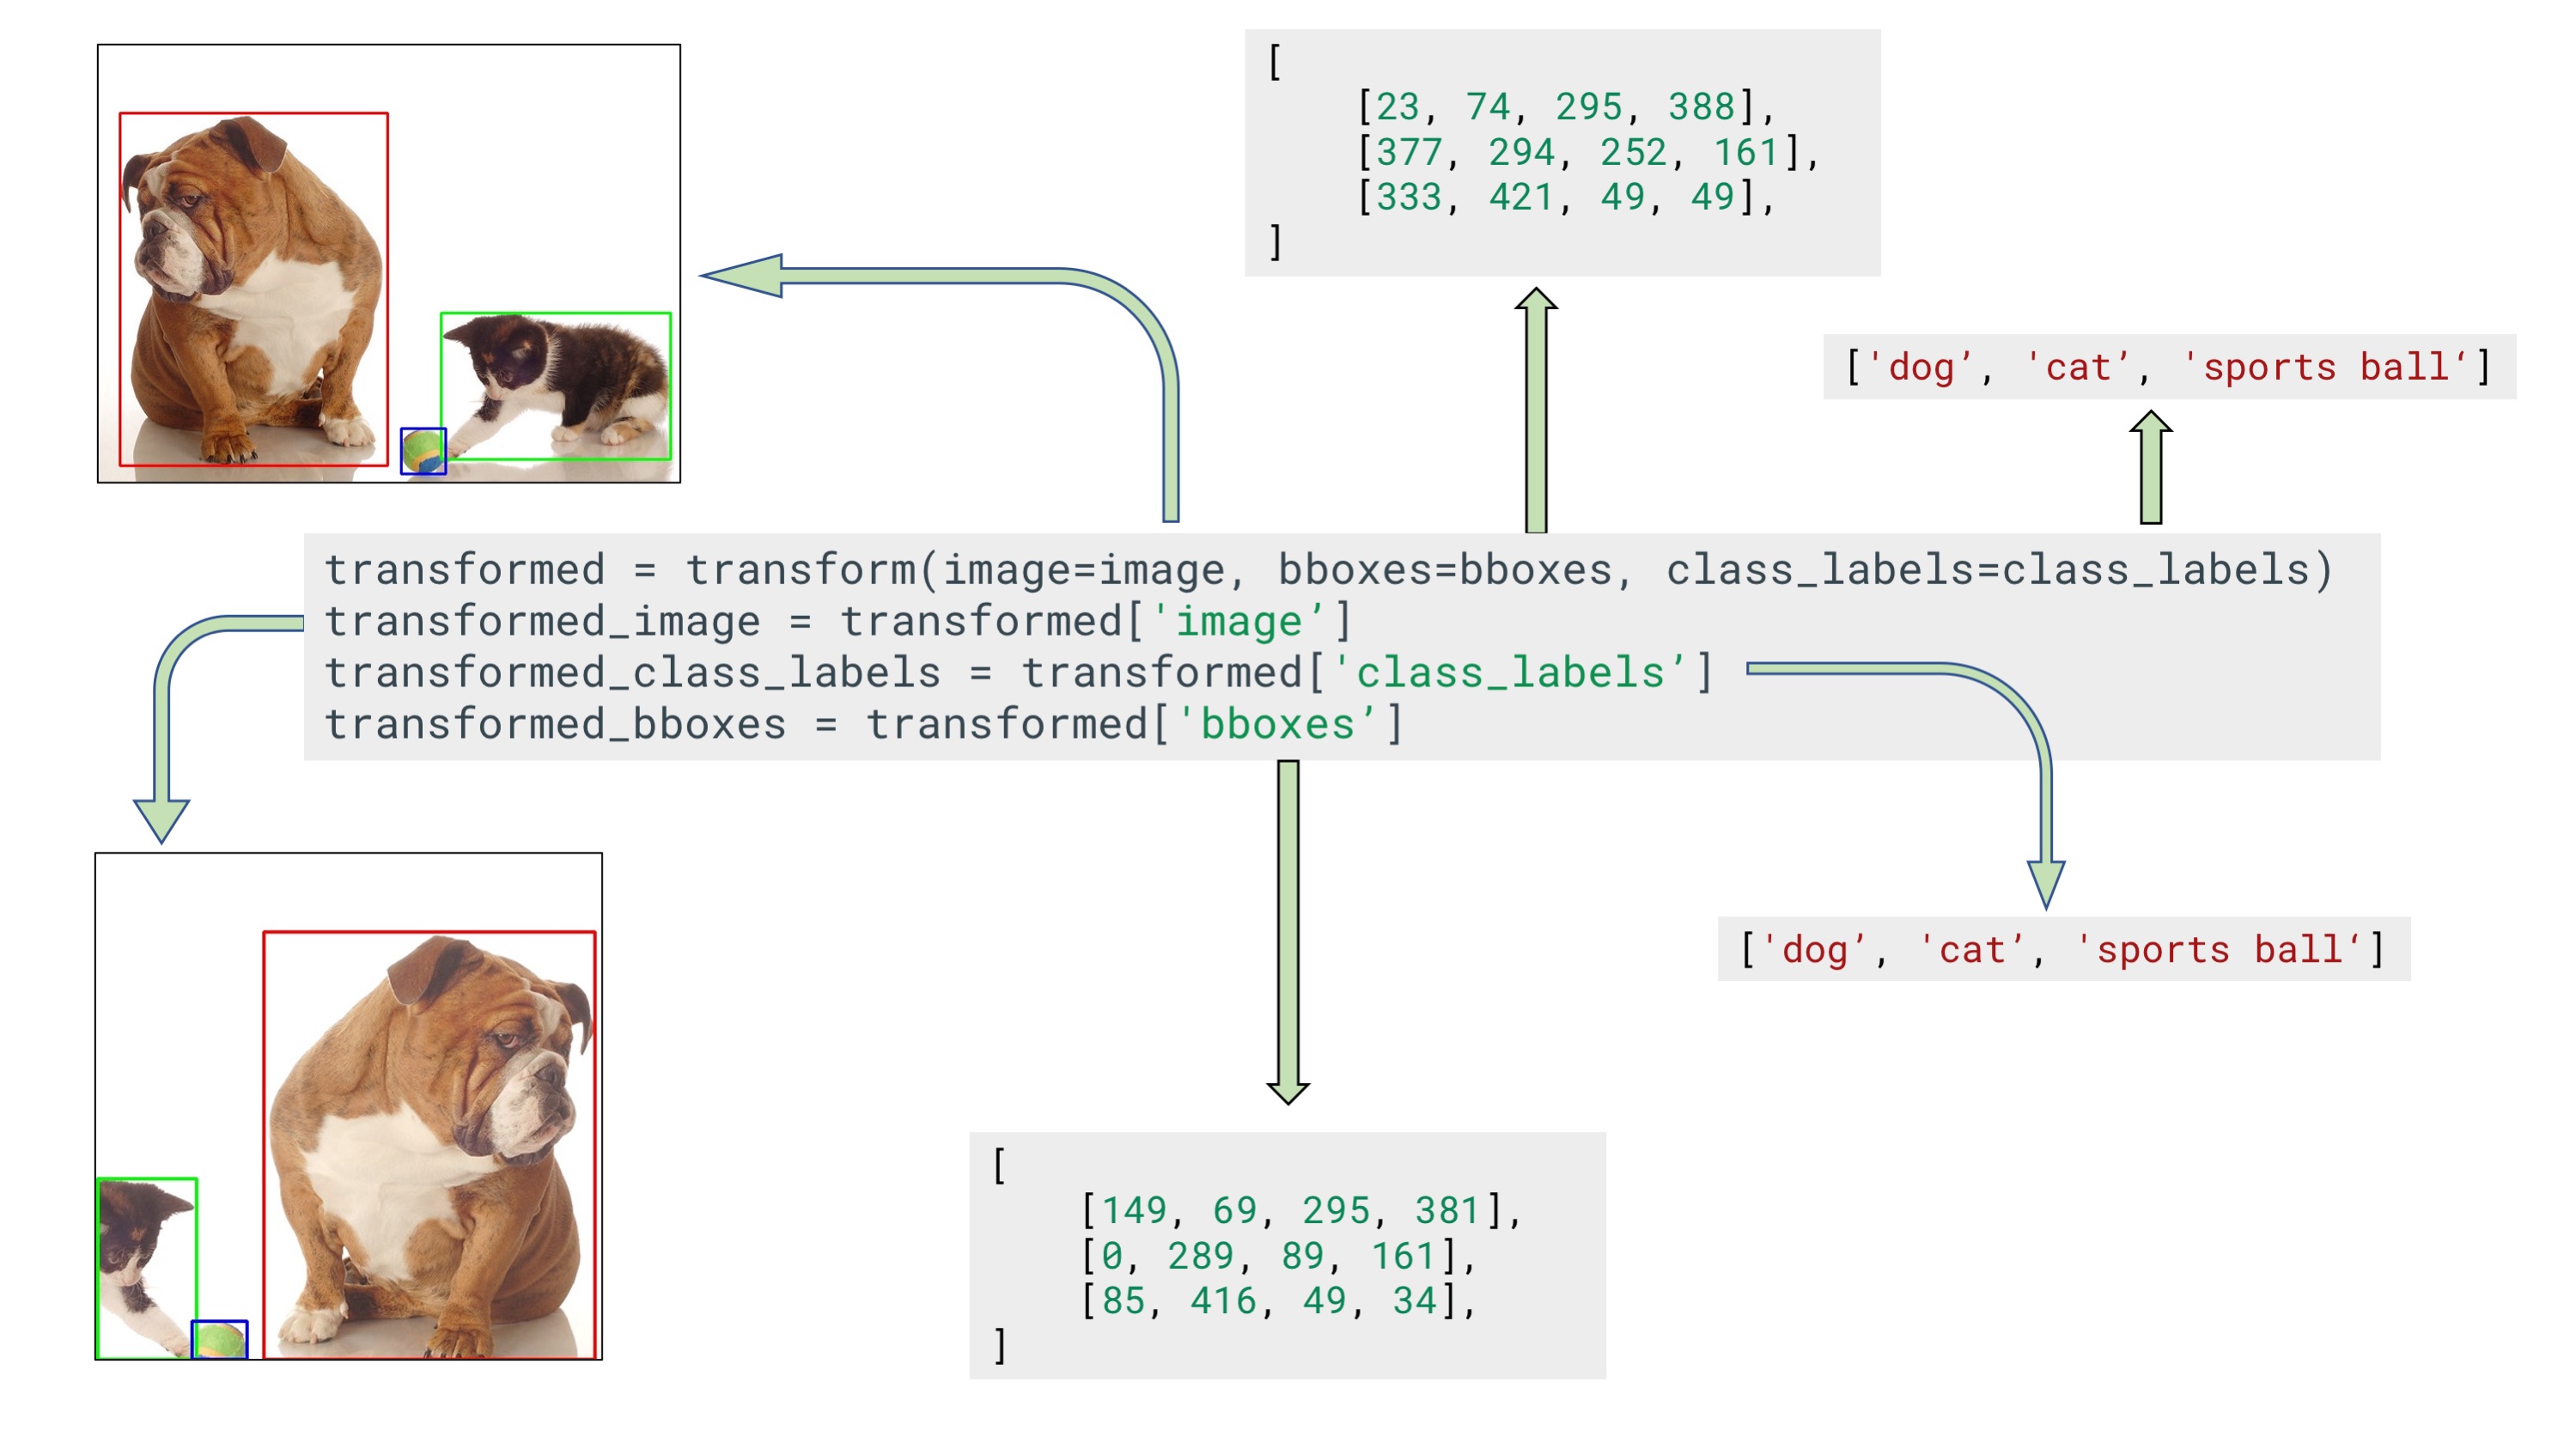 [
[23, 74, 295, 388],
[377, 294, 252, 161],
[333, 421, 49, 49],
]
['dog’, 'cat’, 'sports ball‘]
transformed = transform(image=image, bboxes=bboxes, class_labels=class_labels)
transformed_image = transformed['image’]
transformed_class_labels = transformed['class_labels’]
transformed_bboxes = transformed['bboxes’]
['dog’, 'cat’, 'sports ball‘]
[
[149, 69, 295, 381],
[0, 289, 89, 161],
[85, 416, 49, 34],
]